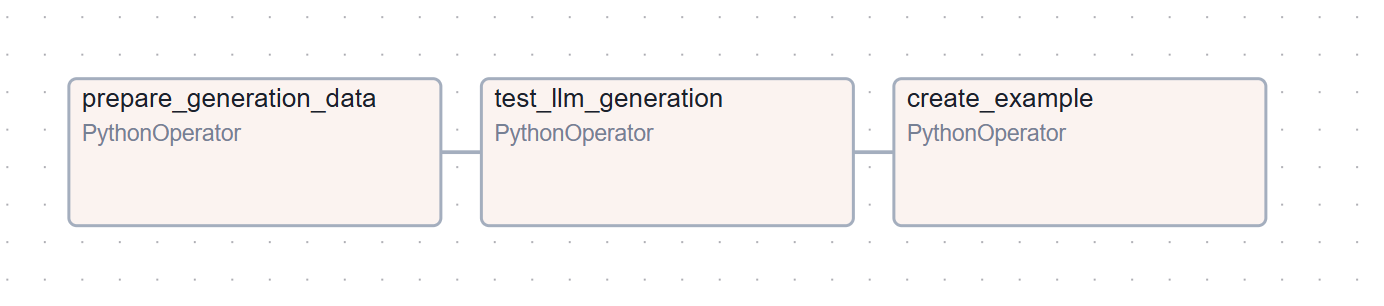 prepare_generation_data
PythonOperator
test_llm_generation
PythonOperator
create_example
PythonOperator